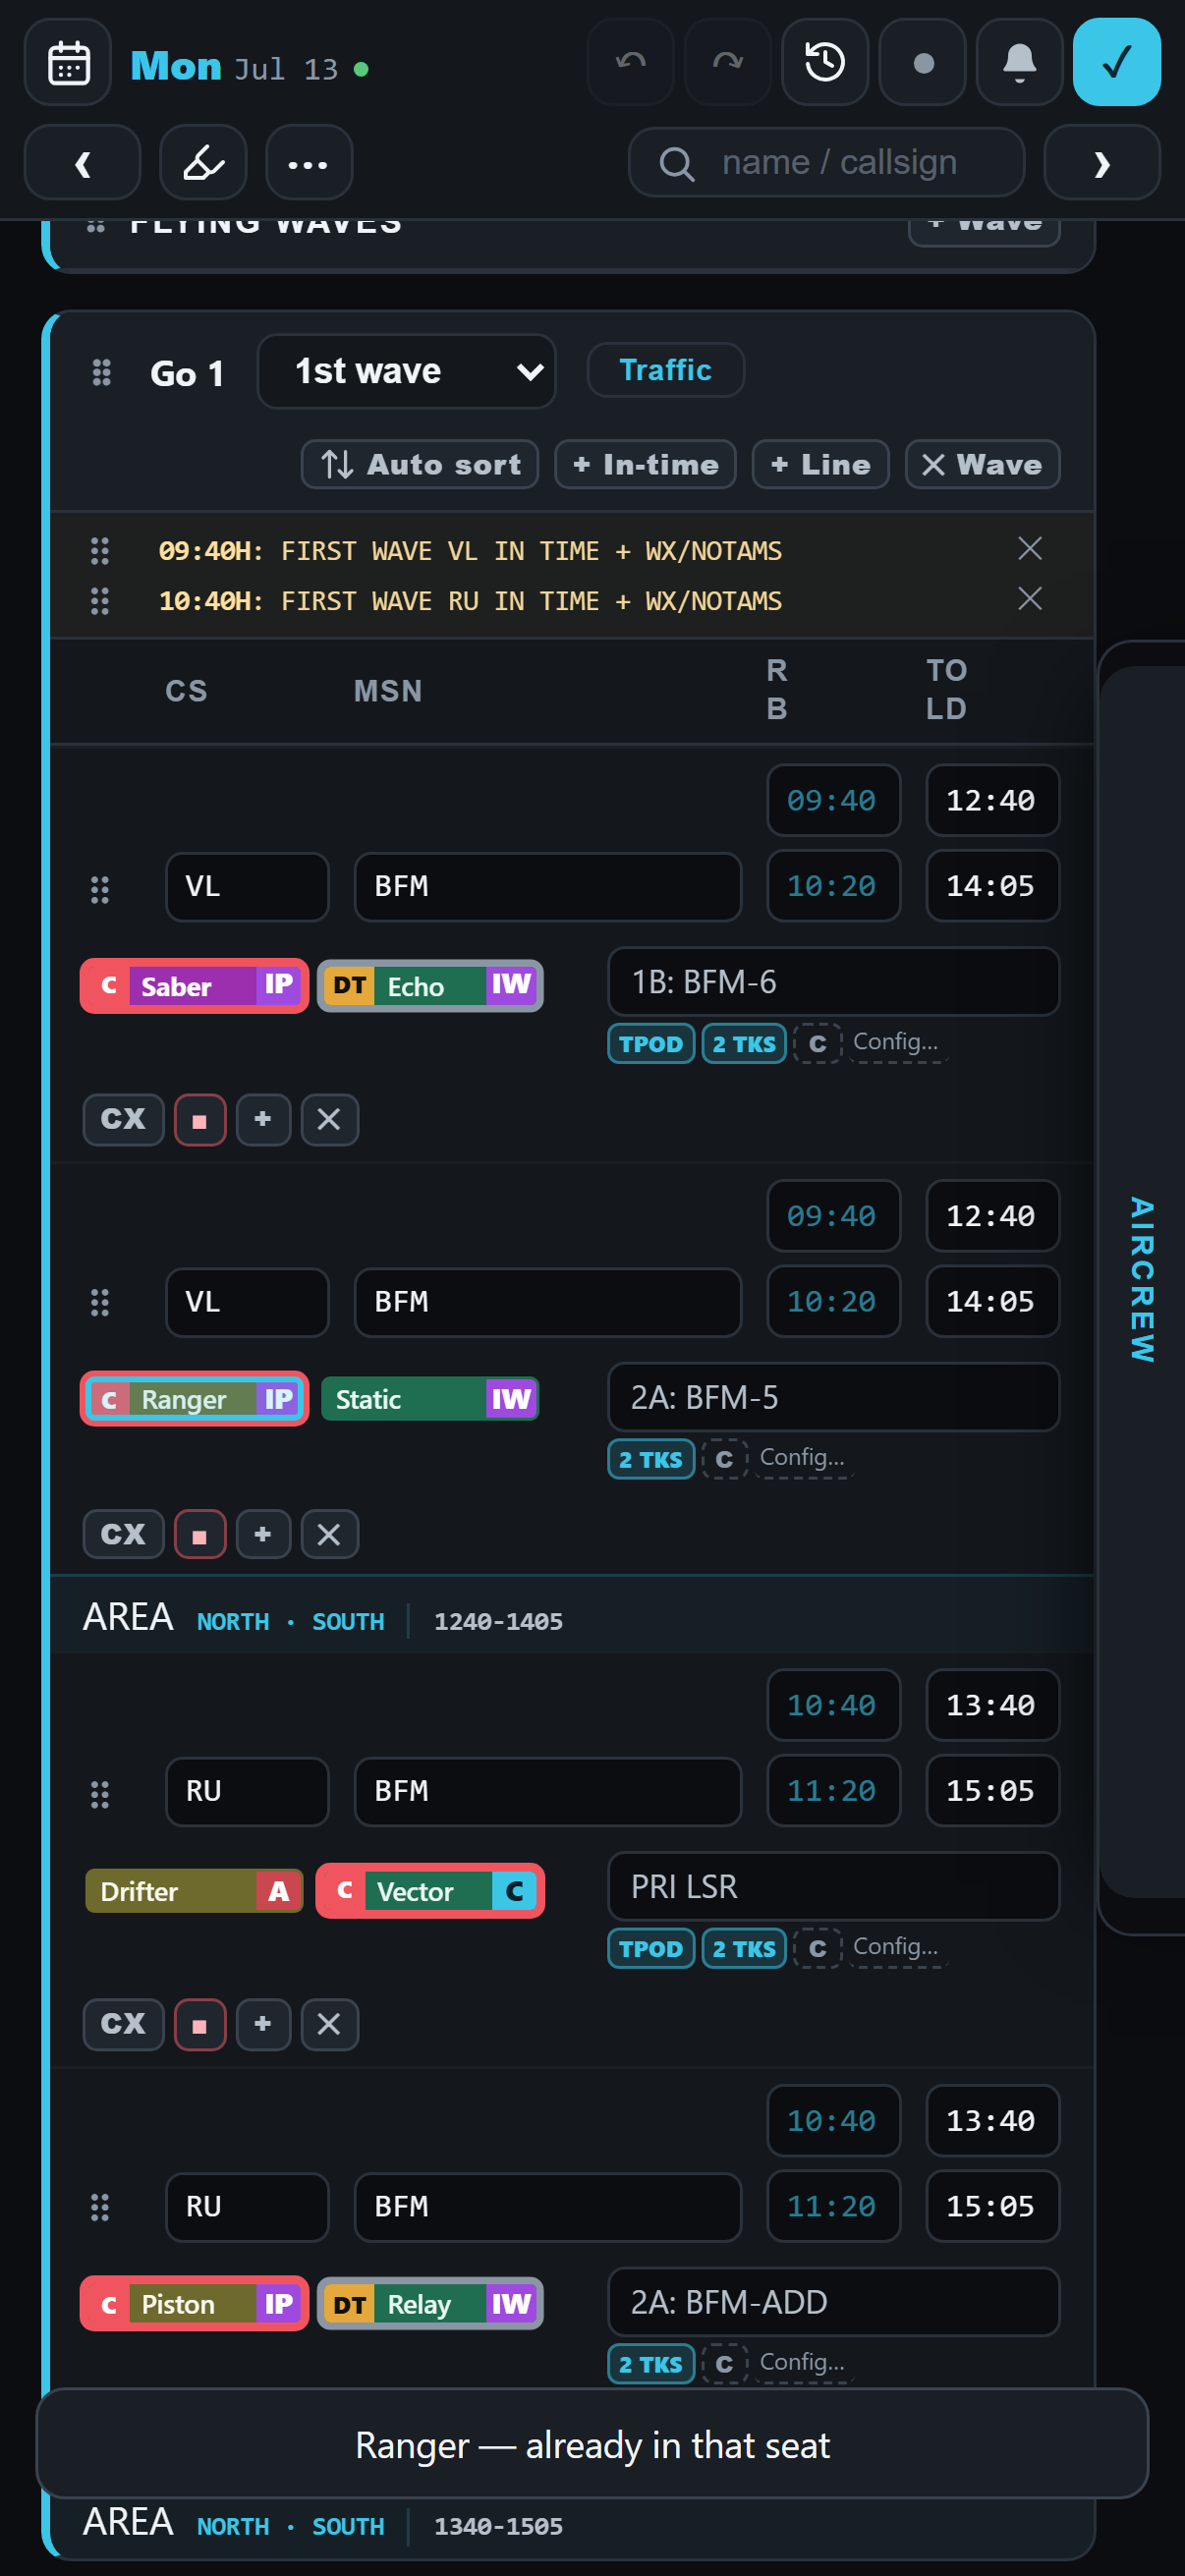 Mon Jul 13
name / callsign
FLYING WAVES + Wave
Go 1 1st wave Traffic
Auto sort + In-time + Line × Wave
09:40H: FIRST WAVE VL IN TIME + WX/NOTAMS
10:40H: FIRST WAVE RU IN TIME + WX/NOTAMS
CS MSN R TO
B LD
09:40 12:40
VL BFM 10:20 14:05
C Saber IP DT Echo IW 1B: BFM-6
TPOD 2 TKS C Config...
CX + ×
09:40 12:40
VL BFM 10:20 14:05
C Ranger IP Static IW 2A: BFM-5
2 TKS C Config...
CX + ×
AREA NORTH · SOUTH 1240-1405
10:40 13:40
RU BFM 11:20 15:05
Drifter A C Vector C PRI LSR
TPOD 2 TKS C Config...
CX + ×
10:40 13:40
RU BFM 11:20 15:05
C Piston IP DT Relay IW 2A: BFM-ADD
2 TKS C Config...
Ranger — already in that seat
AREA NORTH · SOUTH 1340-1505
AIRCREW